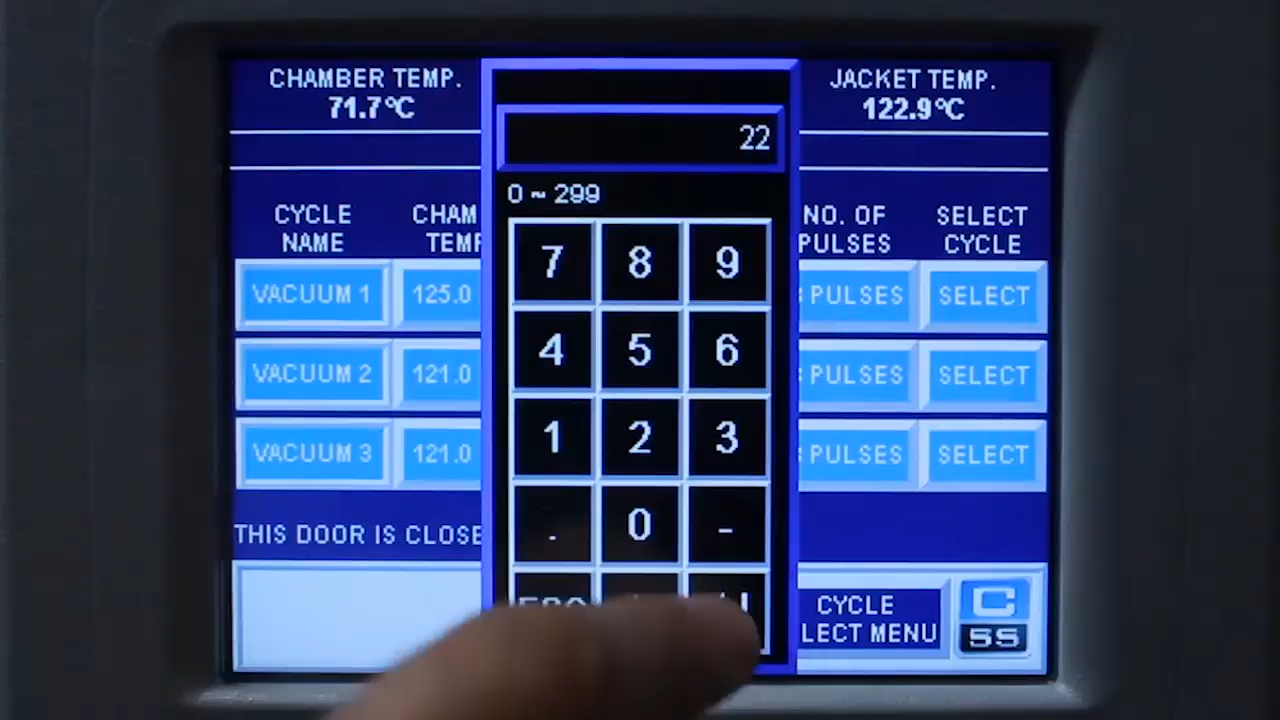 CHAMBER TEMP.
71.7°C
JACKET TEMP.
122.9°C
22
0 ~ 299
CYCLE
NAME
CHAM
TEMP
NO. OF
PULSES
SELECT
CYCLE
7 8 9
4 5 6
1 2 3
. 0 -
VACUUM 1 125.0 PULSES SELECT
VACUUM 2 121.0 PULSES SELECT
VACUUM 3 121.0 PULSES SELECT
THIS DOOR IS CLOSE
CYCLE
LECT MENU
C
SS